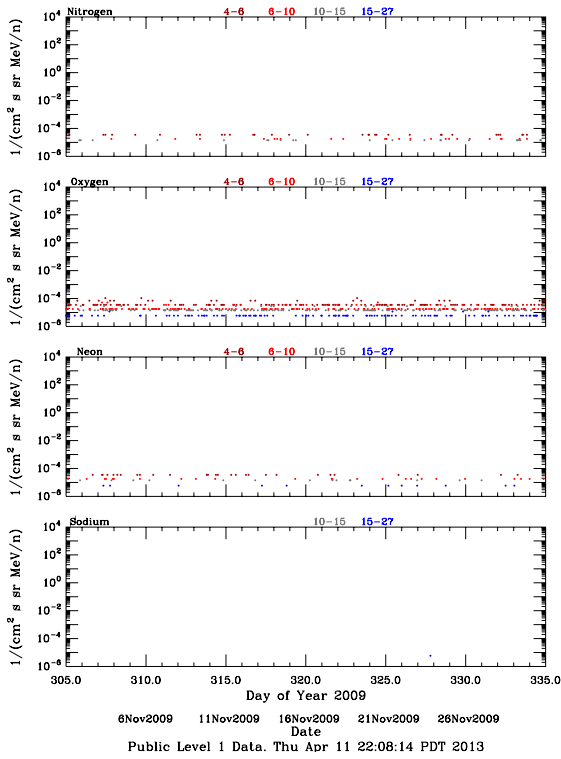 Nitrogen 4-6 6-10 10-15 15-27
10^4
10^2
10^0
10^-2
10^-4
10^-6
1/(cm^2 s sr MeV/n)
Oxygen 4-6 6-10 10-15 15-27
10^4
10^2
10^0
10^-2
10^-4
10^-6
1/(cm^2 s sr MeV/n)
Neon 4-6 6-10 10-15 15-27
10^4
10^2
10^0
10^-2
10^-4
10^-6
1/(cm^2 s sr MeV/n)
Sodium 10-15 15-27
10^4
10^2
10^0
10^-2
10^-4
10^-6
1/(cm^2 s sr MeV/n)
305.0 310.0 315.0 320.0 325.0 330.0 335.0
Day of Year 2009
6Nov2009 11Nov2009 16Nov2009 21Nov2009 26Nov2009
Date
Public Level 1 Data. Thu Apr 11 22:08:14 PDT 2013